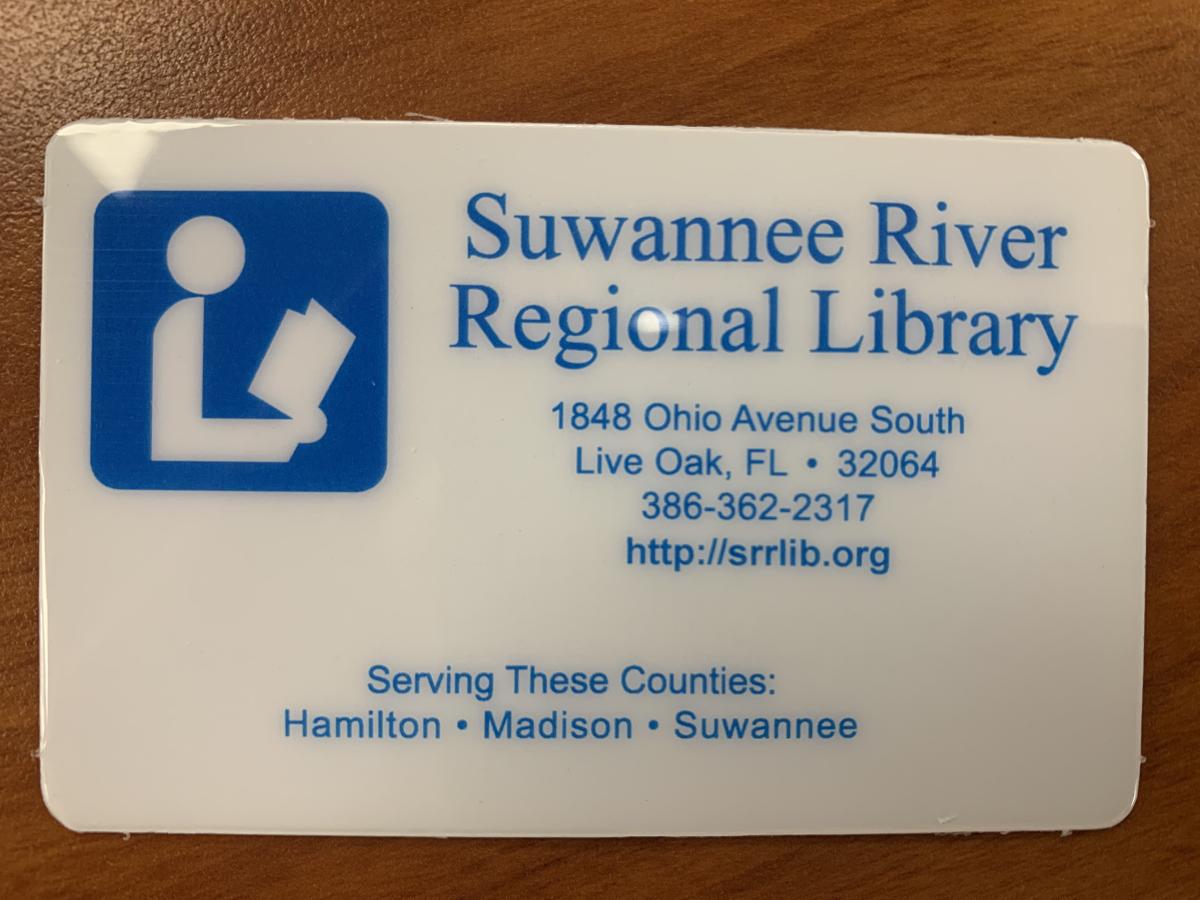 Suwannee River
Regional Library
1848 Ohio Avenue South
Live Oak, FL • 32064
386-362-2317
http://srrlib.org
Serving These Counties:
Hamilton • Madison • Suwannee